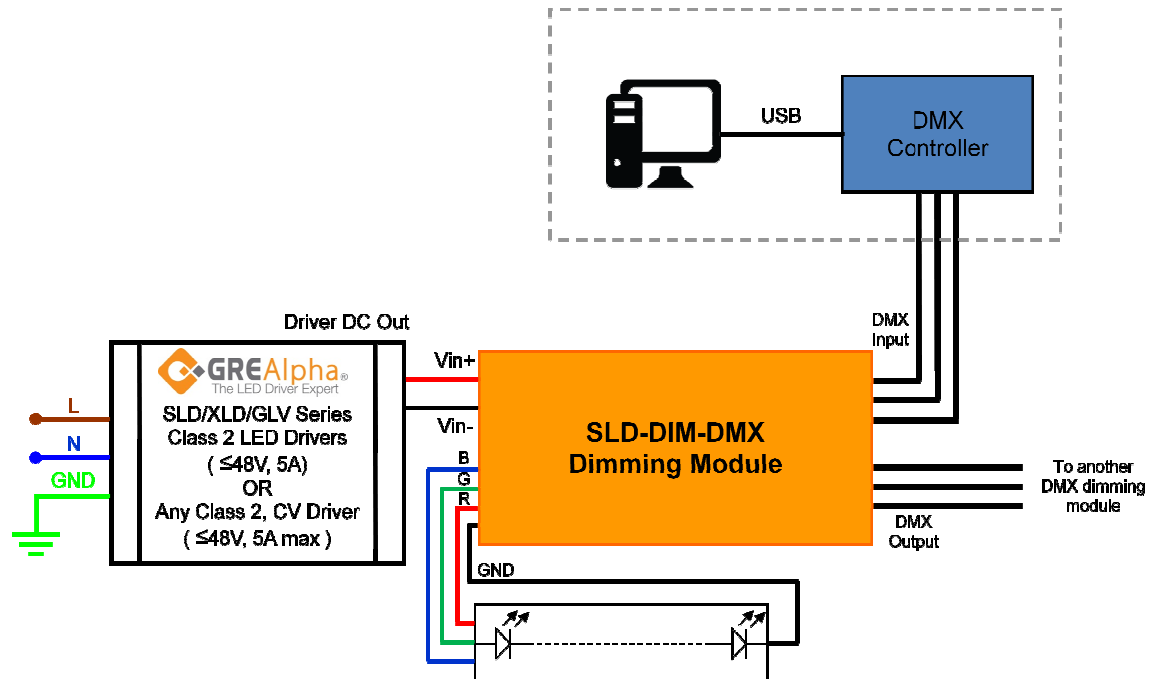 USB
DMX
Controller
DMX
Input
Driver DC Out
GREAlpha®
The LED Driver Expert
SLD/XLD/GLV Series
Class 2 LED Drivers
( ≤48V, 5A)
OR
Any Class 2, CV Driver
( ≤48V, 5A max )
L
N
GND
Vin+
Vin-
B
G
R
GND
SLD-DIM-DMX
Dimming Module
To another
DMX dimming
module
DMX
Output